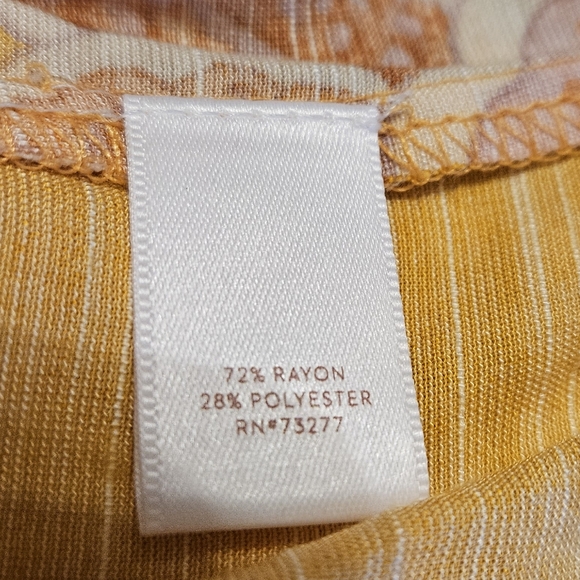 72% RAYON
28% POLYESTER
RN#73277